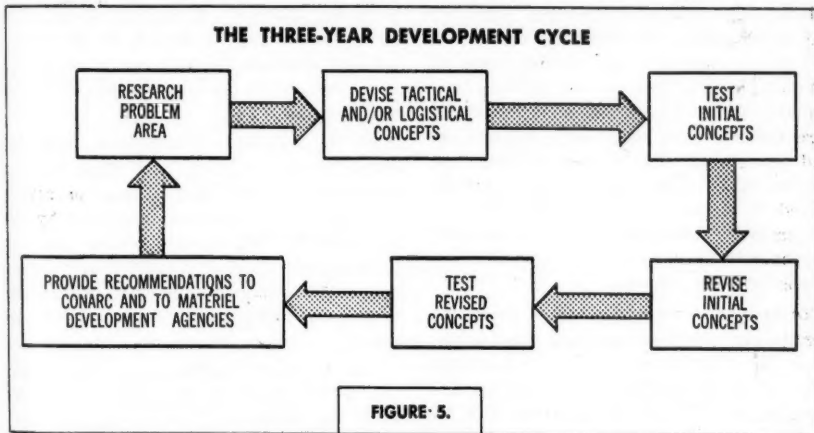 THE THREE-YEAR DEVELOPMENT CYCLE
RESEARCH
PROBLEM
AREA
DEVISE TACTICAL
AND/OR LOGISTICAL
CONCEPTS
TEST
INITIAL
CONCEPTS
REVISE
INITIAL
CONCEPTS
TEST
REVISED
CONCEPTS
PROVIDE RECOMMENDATIONS TO
CONARC AND TO MATERIEL
DEVELOPMENT AGENCIES
FIGURE 5.